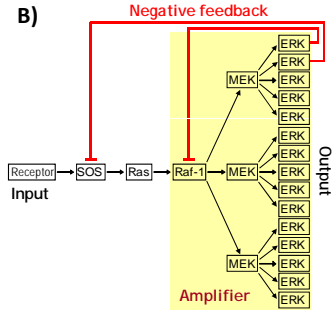 B)
Negative feedback
ERK
ERK
MEK ERK
ERK
ERK
ERK
ERK
Receptor SOS Ras Raf-1 MEK ERK
Input
ERK
ERK
Output
ERK
ERK
MEK ERK
ERK
Amplifier
ERK